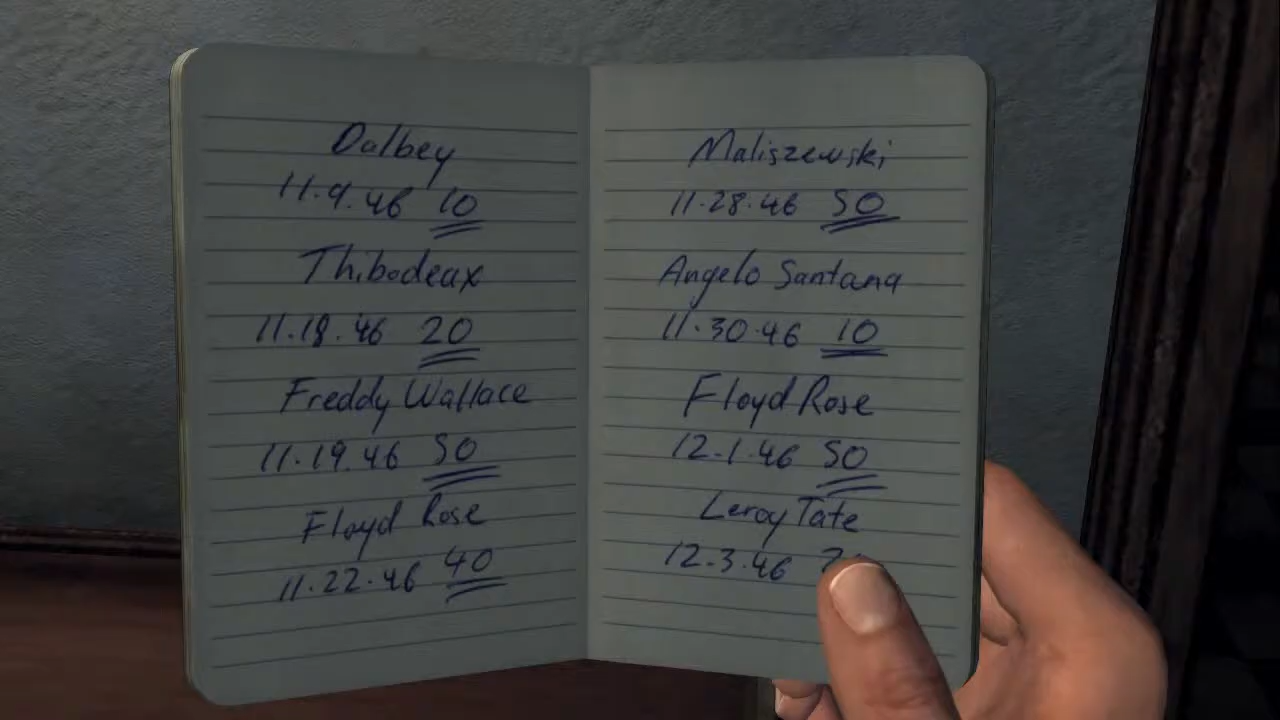 Dalbey
11.9.46 10
Thibodeax
11.18.46 20
Freddy Wallace
11.19.46 50
Floyd Rose
11.22.46 40
Maliszewski
11.28.46 50
Angelo Santana
11.30.46 10
Floyd Rose
12.1.46 50
Leroy Tate
12.3.46